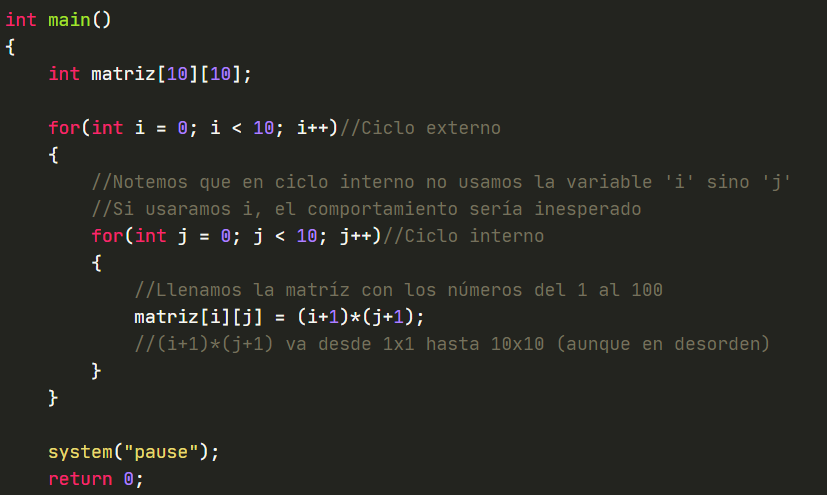 int main()
{
    int matriz[10][10];
    for(int i = 0; i < 10; i++)//Ciclo externo
    {
        //Notemos que en ciclo interno no usamos la variable 'i' sino 'j'
        //Si usaramos i, el comportamiento sería inesperado
        for(int j = 0; j < 10; j++)//Ciclo interno
        {
            //Llenamos la matríz con los números del 1 al 100
            matriz[i][j] = (i+1)*(j+1);
            //(i+1)*(j+1) va desde 1x1 hasta 10x10 (aunque en desorden)
        }
    }
    system("pause");
    return 0;